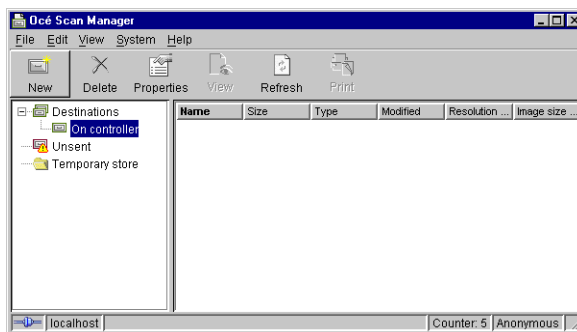 Océ Scan Manager
File Edit View System Help
New Delete Properties View Refresh Print
Destinations
On controller
Unsent
Temporary store
Name Size Type Modified Resolution ... Image size ...
localhost Counter: 5 Anonymous